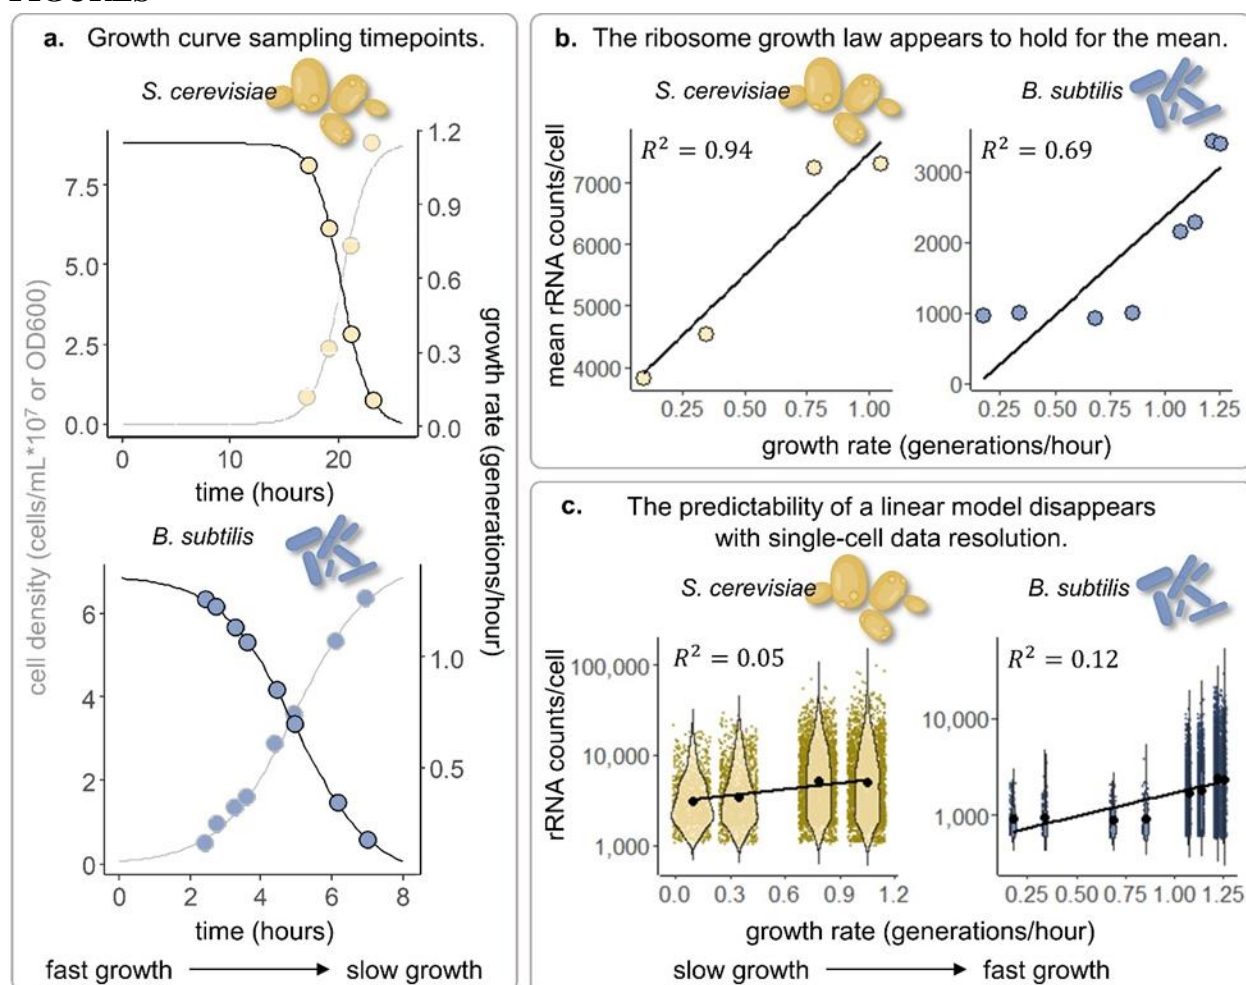 FIGURES
a. Growth curve sampling timepoints.
S. cerevisiae
7.5
5.0
2.5
0.0
1.2
0.9
0.6
0.3
0.0
0
10
20
time (hours)
cell density (cells/mL*10⁷ or OD600)
growth rate (generations/hour)
B. subtilis
6
4
2
0
1.0
0.5
0
2
4
6
8
time (hours)
fast growth
slow growth
b. The ribosome growth law appears to hold for the mean.
S. cerevisiae
B. subtilis
mean rRNA counts/cell
R² = 0.94
7000
6000
5000
4000
0.25
0.50
0.75
1.00
R² = 0.69
3000
2000
1000
0
0.25
0.50
0.75
1.00
1.25
growth rate (generations/hour)
c. The predictability of a linear model disappears
with single-cell data resolution.
S. cerevisiae
B. subtilis
rRNA counts/cell
R² = 0.05
100,000
10,000
1,000
0.0
0.3
0.6
0.9
1.2
R² = 0.12
10,000
1,000
0.25
0.50
0.75
1.00
1.25
growth rate (generations/hour)
slow growth
fast growth